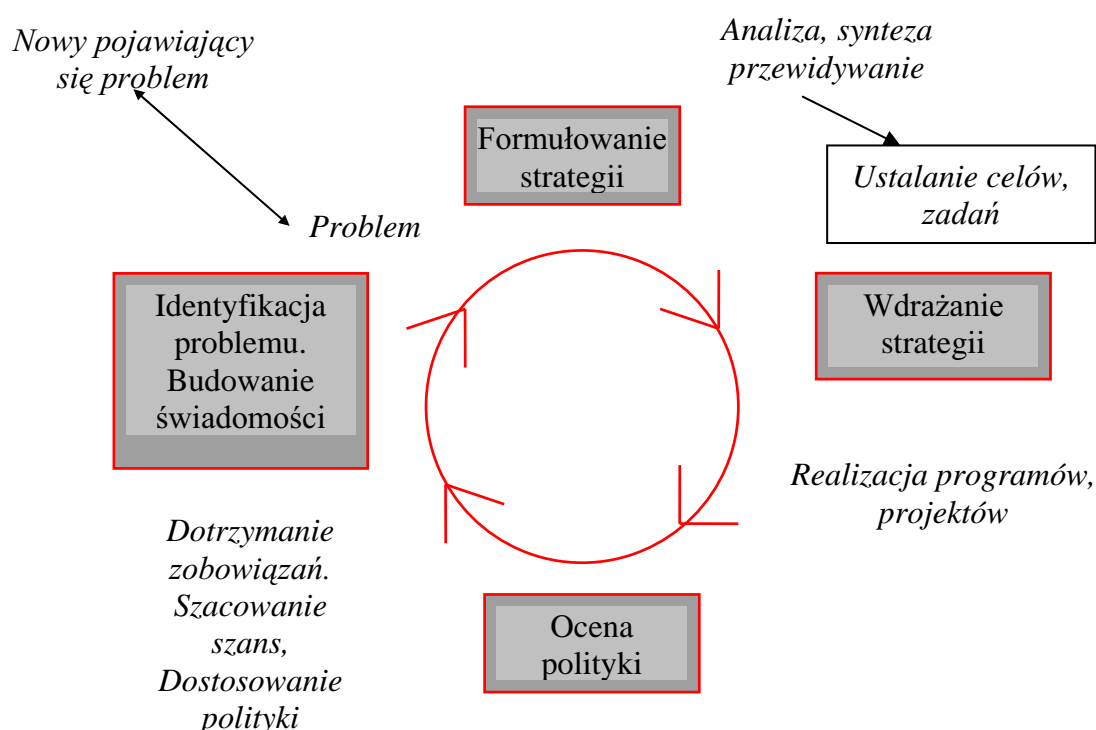 Nowy pojawiający
się problem
Analiza, synteza
przewidywanie
Formułowanie
strategii
Ustalanie celów,
zadań
Problem
Identyfikacja
problemu.
Budowanie
świadomości
Wdrażanie
strategii
Realizacja programów,
projektów
Dotrzymanie
zobowiązań.
Szacowanie
szans,
Dostosowanie
polityki
Ocena
polityki